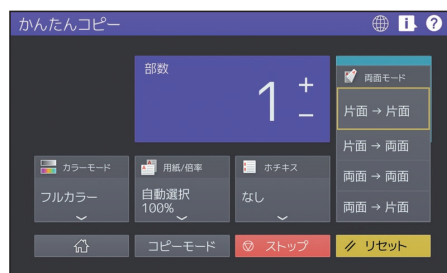 かんたんコピー
部数
1
両面モード
片面 → 片面
片面 → 両面
両面 → 両面
両面 → 片面
カラーモード
フルカラー
用紙/倍率
自動選択
100%
ホチキス
なし
コピーモード
ストップ
リセット